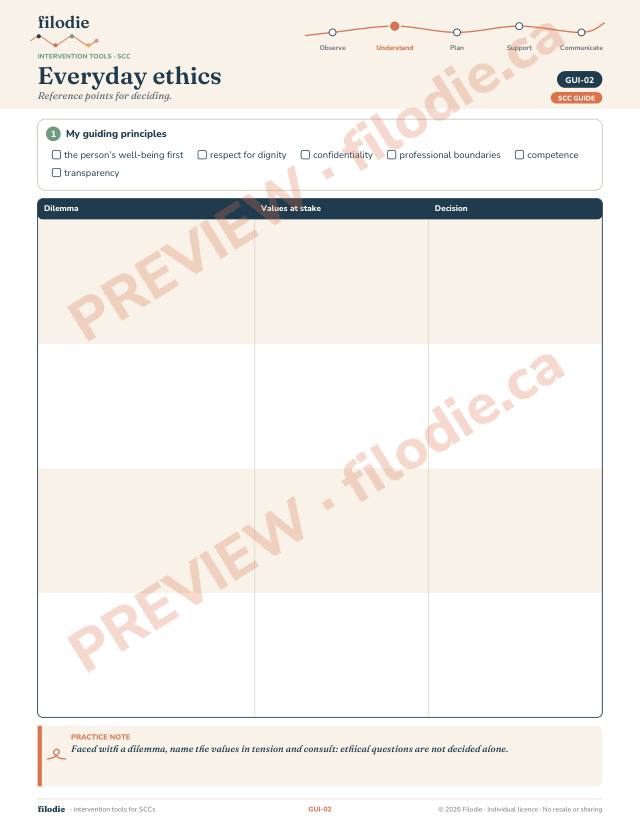 filodie
Observe Understand Plan Support Communicate
INTERVENTION TOOLS · SCC
Everyday ethics
Reference points for deciding.
GUI-02
SCC GUIDE
1 My guiding principles
the person's well-being first respect for dignity confidentiality professional boundaries competence
transparency
Dilemma Values at stake Decision
PREVIEW · filodie.ca
PREVIEW · filodie.ca
PRACTICE NOTE
Faced with a dilemma, name the values in tension and consult: ethical questions are not decided alone.
filodie · intervention tools for SCCs GUI-02 © 2026 Filodie · Individual licence · No resale or sharing